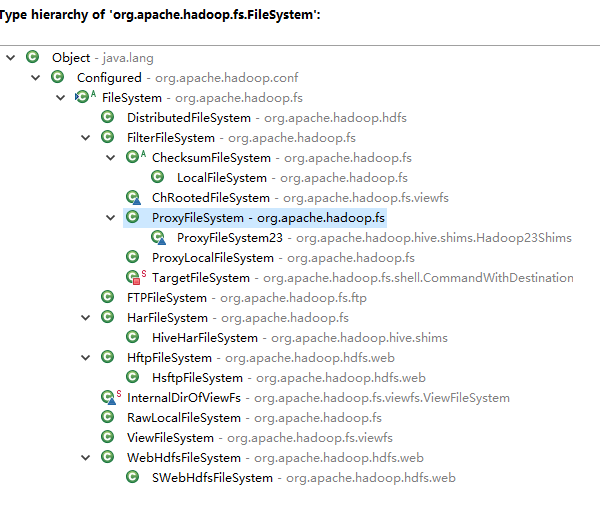 Type hierarchy of 'org.apache.hadoop.fs.FileSystem':
Object - java.lang
Configured - org.apache.hadoop.conf
FileSystem - org.apache.hadoop.fs
DistributedFileSystem - org.apache.hadoop.hdfs
FilterFileSystem - org.apache.hadoop.fs
ChecksumFileSystem - org.apache.hadoop.fs
LocalFileSystem - org.apache.hadoop.fs
ChRootedFileSystem - org.apache.hadoop.fs.viewfs
ProxyFileSystem - org.apache.hadoop.fs
ProxyFileSystem23 - org.apache.hadoop.hive.shims.Hadoop23Shims
ProxyLocalFileSystem - org.apache.hadoop.fs
TargetFileSystem - org.apache.hadoop.fs.shell.CommandWithDestination
FTPFileSystem - org.apache.hadoop.fs.ftp
HarFileSystem - org.apache.hadoop.fs
HiveHarFileSystem - org.apache.hadoop.hive.shims
HftpFileSystem - org.apache.hadoop.hdfs.web
HsftpFileSystem - org.apache.hadoop.hdfs.web
InternalDirOfViewFs - org.apache.hadoop.fs.viewfs.ViewFileSystem
RawLocalFileSystem - org.apache.hadoop.fs
ViewFileSystem - org.apache.hadoop.fs.viewfs
WebHdfsFileSystem - org.apache.hadoop.hdfs.web
SWebHdfsFileSystem - org.apache.hadoop.hdfs.web